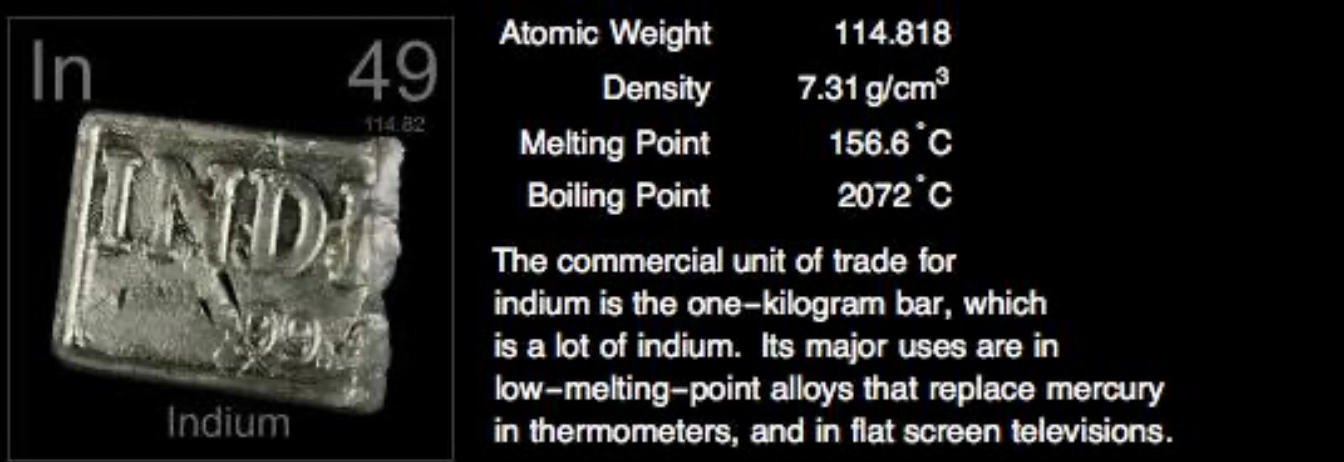 In 49
114.82
INDI
99.
Indium
Atomic Weight 114.818
Density 7.31 g/cm³
Melting Point 156.6 ˚C
Boiling Point 2072 ˚C
The commercial unit of trade for
indium is the one–kilogram bar, which
is a lot of indium. Its major uses are in
low–melting–point alloys that replace mercury
in thermometers, and in flat screen televisions.